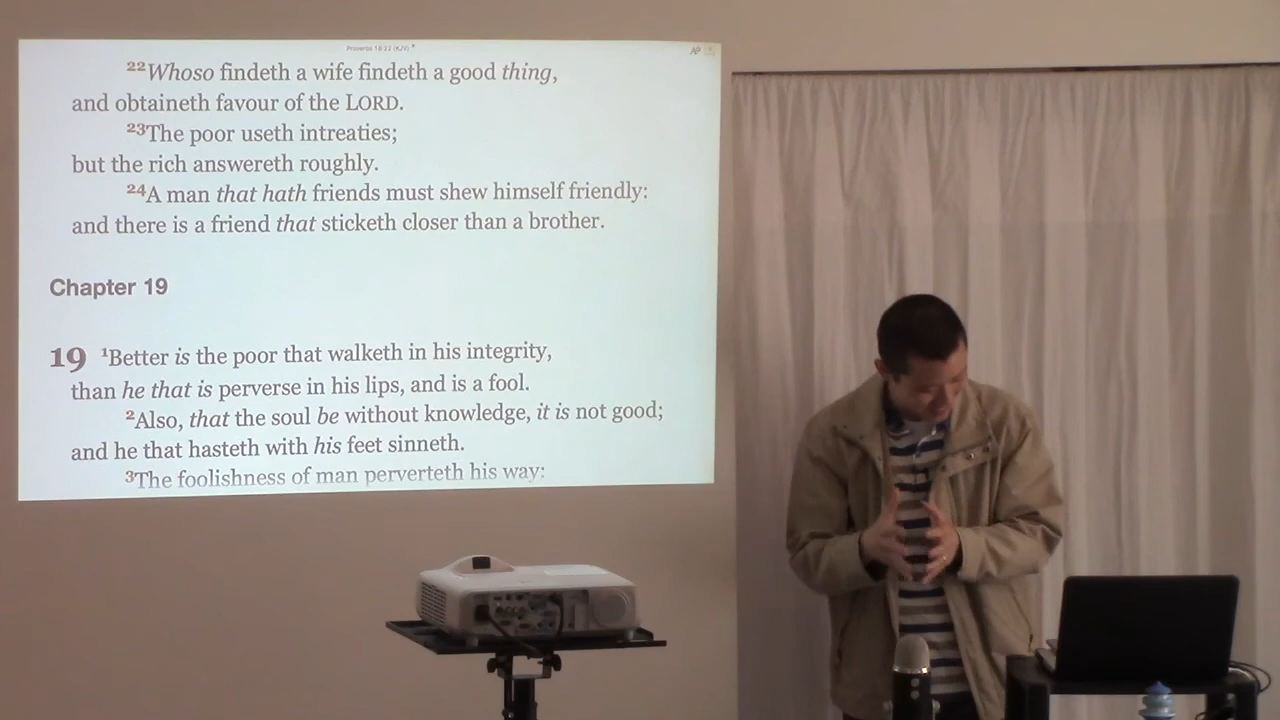 Proverbs 18:22 (KJV)
22Whoso findeth a wife findeth a good thing,
and obtaineth favour of the LORD.
23The poor useth intreaties;
but the rich answereth roughly.
24A man that hath friends must shew himself friendly:
and there is a friend that sticketh closer than a brother.
Chapter 19
19 1Better is the poor that walketh in his integrity,
than he that is perverse in his lips, and is a fool.
2Also, that the soul be without knowledge, it is not good;
and he that hasteth with his feet sinneth.
3The foolishness of man perverteth his way: